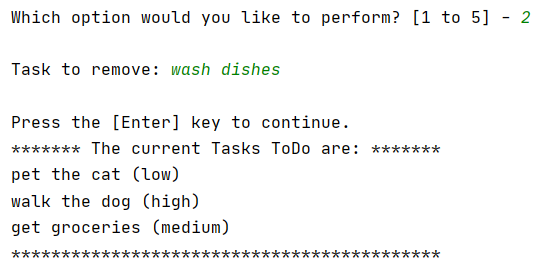 Which option would you like to perform? [1 to 5] - 2
Task to remove: wash dishes
Press the [Enter] key to continue.
******* The current Tasks ToDo are: *******
pet the cat (low)
walk the dog (high)
get groceries (medium)
*******************************************